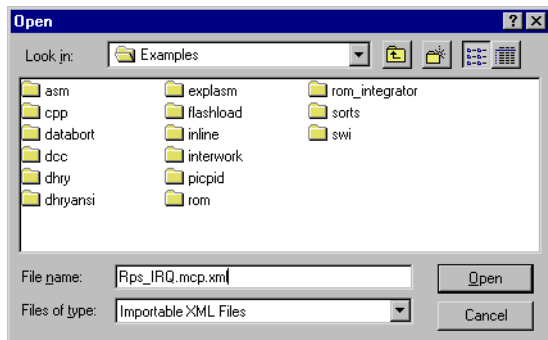 Open
Look in: Examples
asm explasm rom_integrator
cpp flashload sorts
databort inline swi
dcc interwork
dhry picpid
dhryansi rom
File name: Rps_IRQ.mcp.xml Open
Files of type: Importable XML Files Cancel